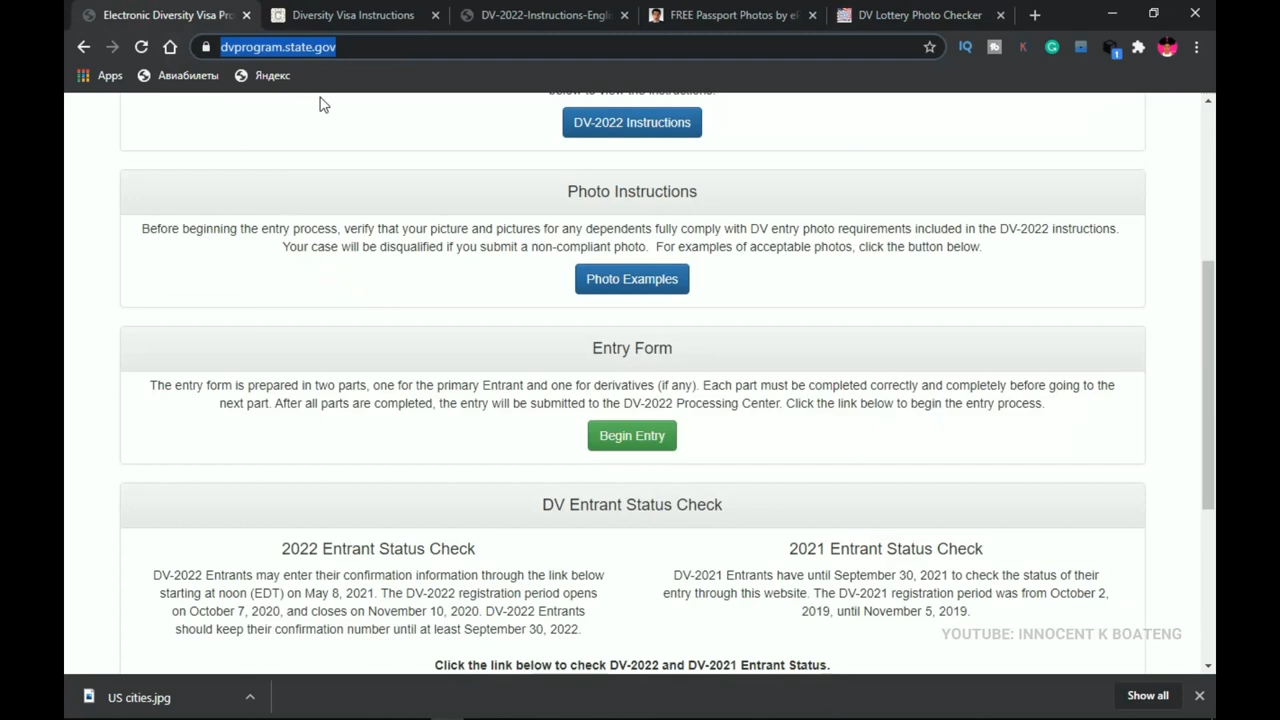 Electronic Diversity Visa Pro
Diversity Visa Instructions
DV-2022-Instructions-Engli
FREE Passport Photos by eP
DV Lottery Photo Checker
dvprogram.state.gov
IQ
K
G
1
Apps
Авиабилеты
Яндекс
below to view the instructions.
DV-2022 Instructions
Photo Instructions
Before beginning the entry process, verify that your picture and pictures for any dependents fully comply with DV entry photo requirements included in the DV-2022 instructions.
Your case will be disqualified if you submit a non-compliant photo. For examples of acceptable photos, click the button below.
Photo Examples
Entry Form
The entry form is prepared in two parts, one for the primary Entrant and one for derivatives (if any). Each part must be completed correctly and completely before going to the
next part. After all parts are completed, the entry will be submitted to the DV-2022 Processing Center. Click the link below to begin the entry process.
Begin Entry
DV Entrant Status Check
2022 Entrant Status Check
DV-2022 Entrants may enter their confirmation information through the link below
starting at noon (EDT) on May 8, 2021. The DV-2022 registration period opens
on October 7, 2020, and closes on November 10, 2020. DV-2022 Entrants
should keep their confirmation number until at least September 30, 2022.
2021 Entrant Status Check
DV-2021 Entrants have until September 30, 2021 to check the status of their
entry through this website. The DV-2021 registration period was from October 2,
2019, until November 5, 2019.
YOUTUBE: INNOCENT K BOATENG
Click the link below to check DV-2022 and DV-2021 Entrant Status.
US cities.jpg
Show all